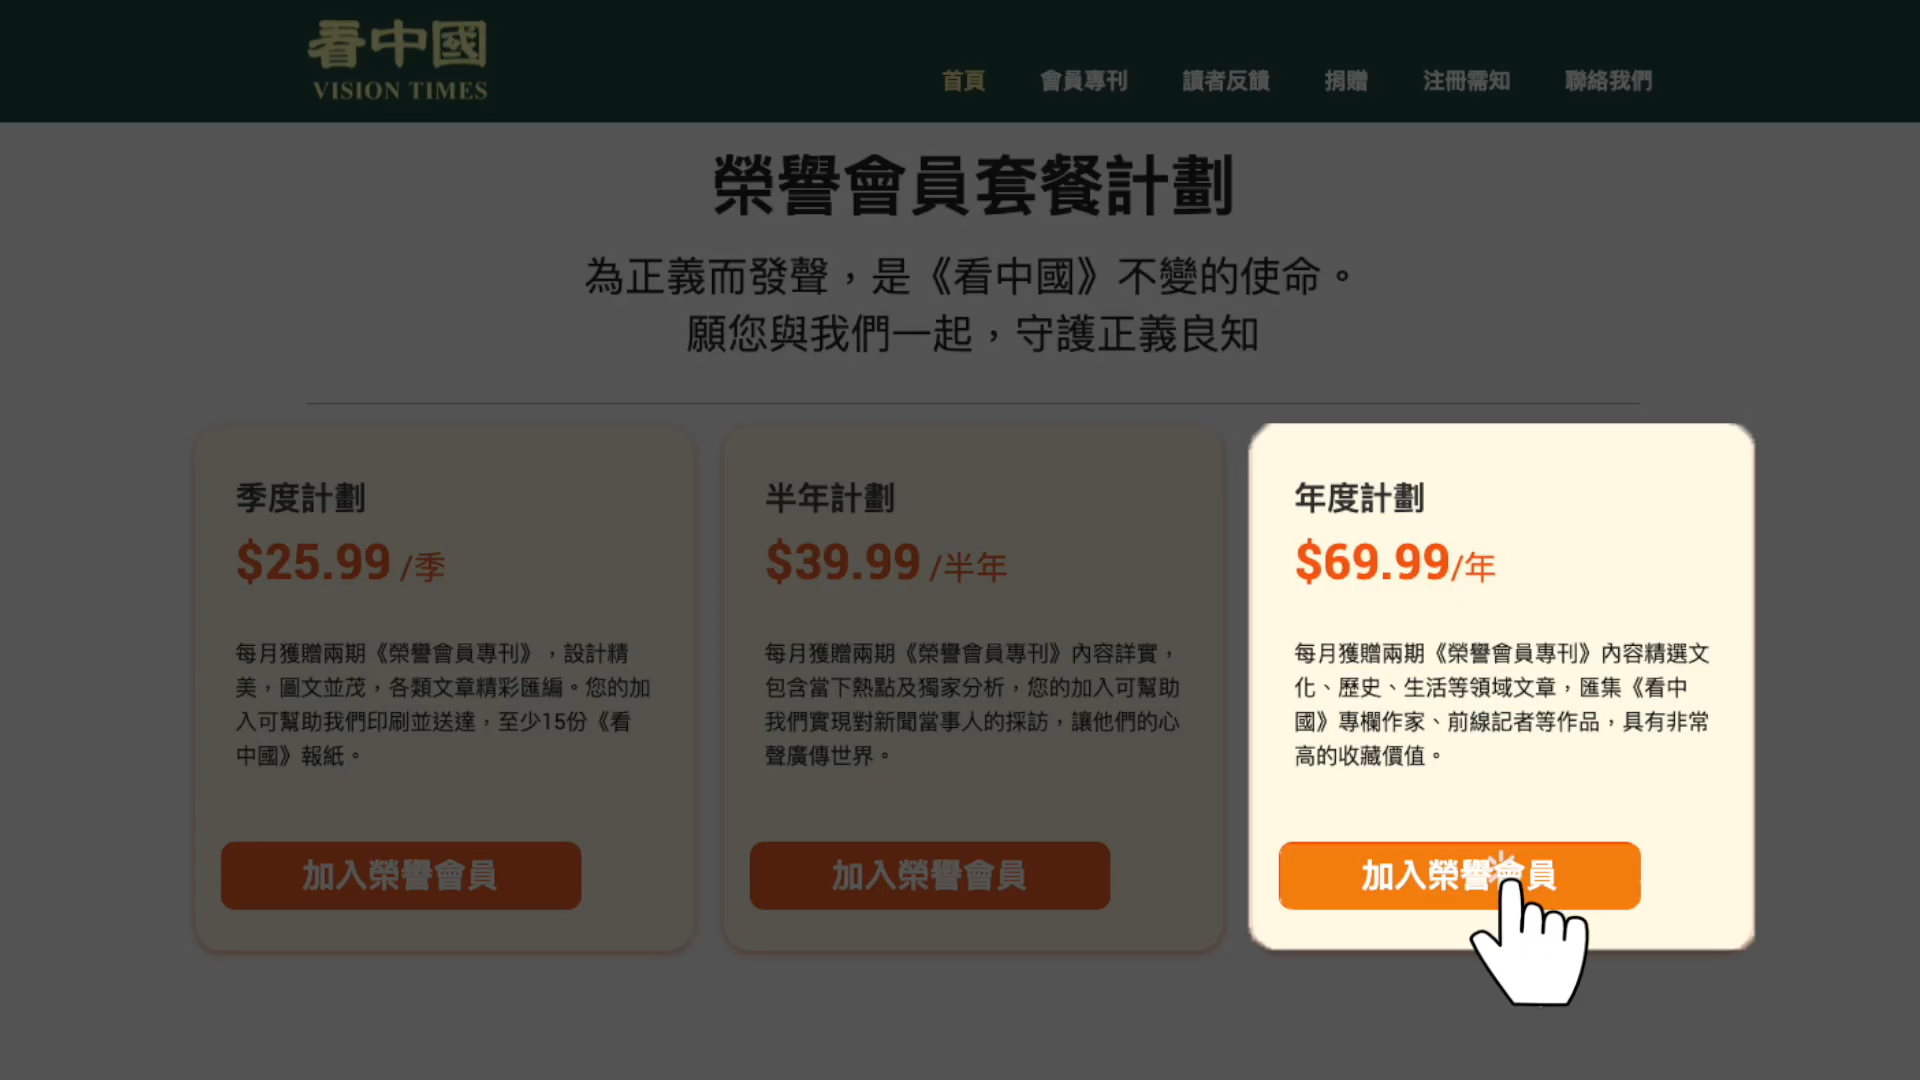 看中國
VISION TIMES
首頁 會員專刊 讀者反饋 捐贈 注冊需知 聯絡我們
榮譽會員套餐計劃
為正義而發聲，是《看中國》不變的使命。
願您與我們一起，守護正義良知
季度計劃
$25.99 /季
每月獲贈兩期《榮譽會員專刊》，設計精
美，圖文並茂，各類文章精彩匯編。您的加
入可幫助我們印刷並送達，至少15份《看
中國》報紙。
加入榮譽會員
半年計劃
$39.99 /半年
每月獲贈兩期《榮譽會員專刊》內容詳實，
包含當下熱點及獨家分析，您的加入可幫助
我們實現對新聞當事人的採訪，讓他們的心
聲廣傳世界。
加入榮譽會員
年度計劃
$69.99/年
每月獲贈兩期《榮譽會員專刊》內容精選文
化、歷史、生活等領域文章，匯集《看中
國》專欄作家、前線記者等作品，具有非常
高的收藏價值。
加入榮譽會員